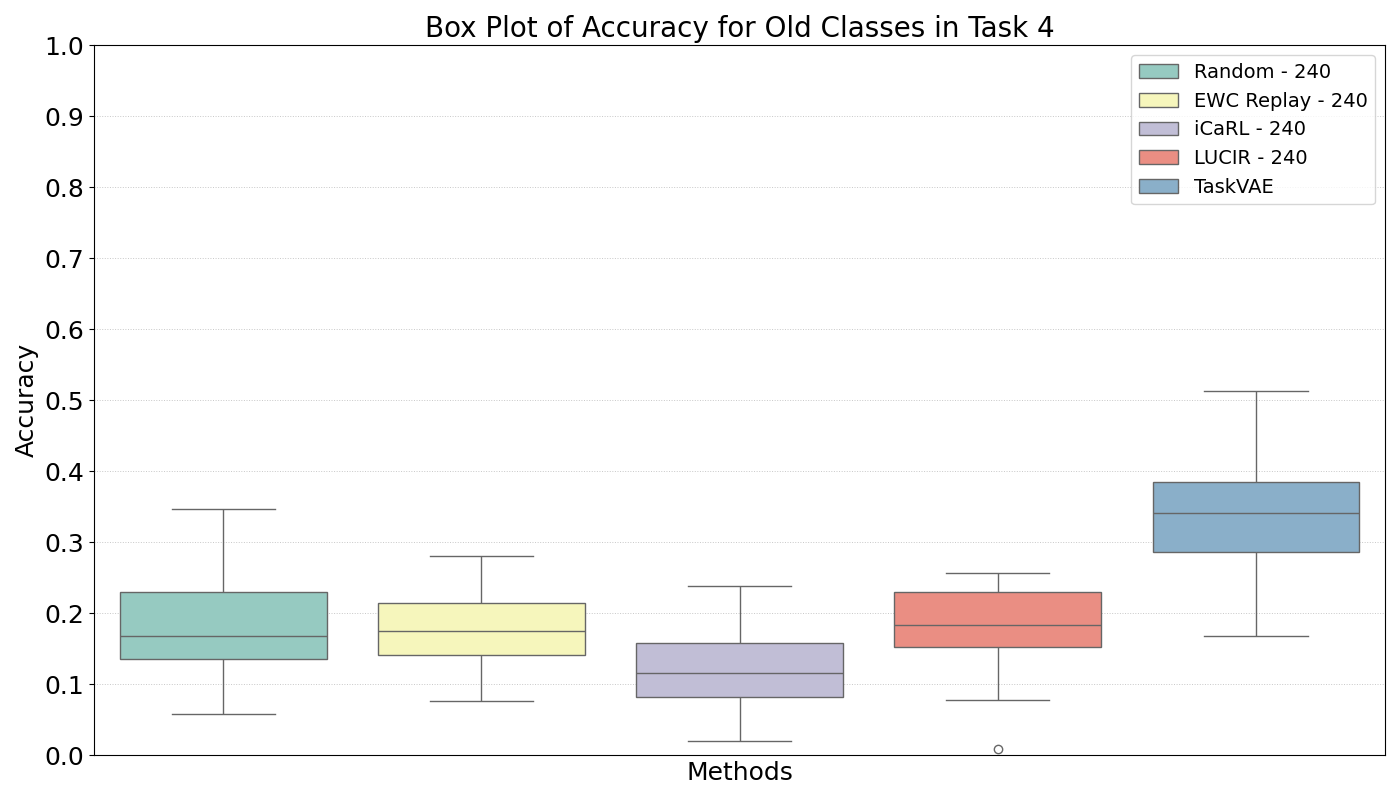 Box Plot of Accuracy for Old Classes in Task 4
1.0
0.9
0.8
0.7
0.6
0.5
0.4
0.3
0.2
0.1
0.0
Accuracy
Methods
Random - 240
EWC Replay - 240
iCaRL - 240
LUCIR - 240
TaskVAE